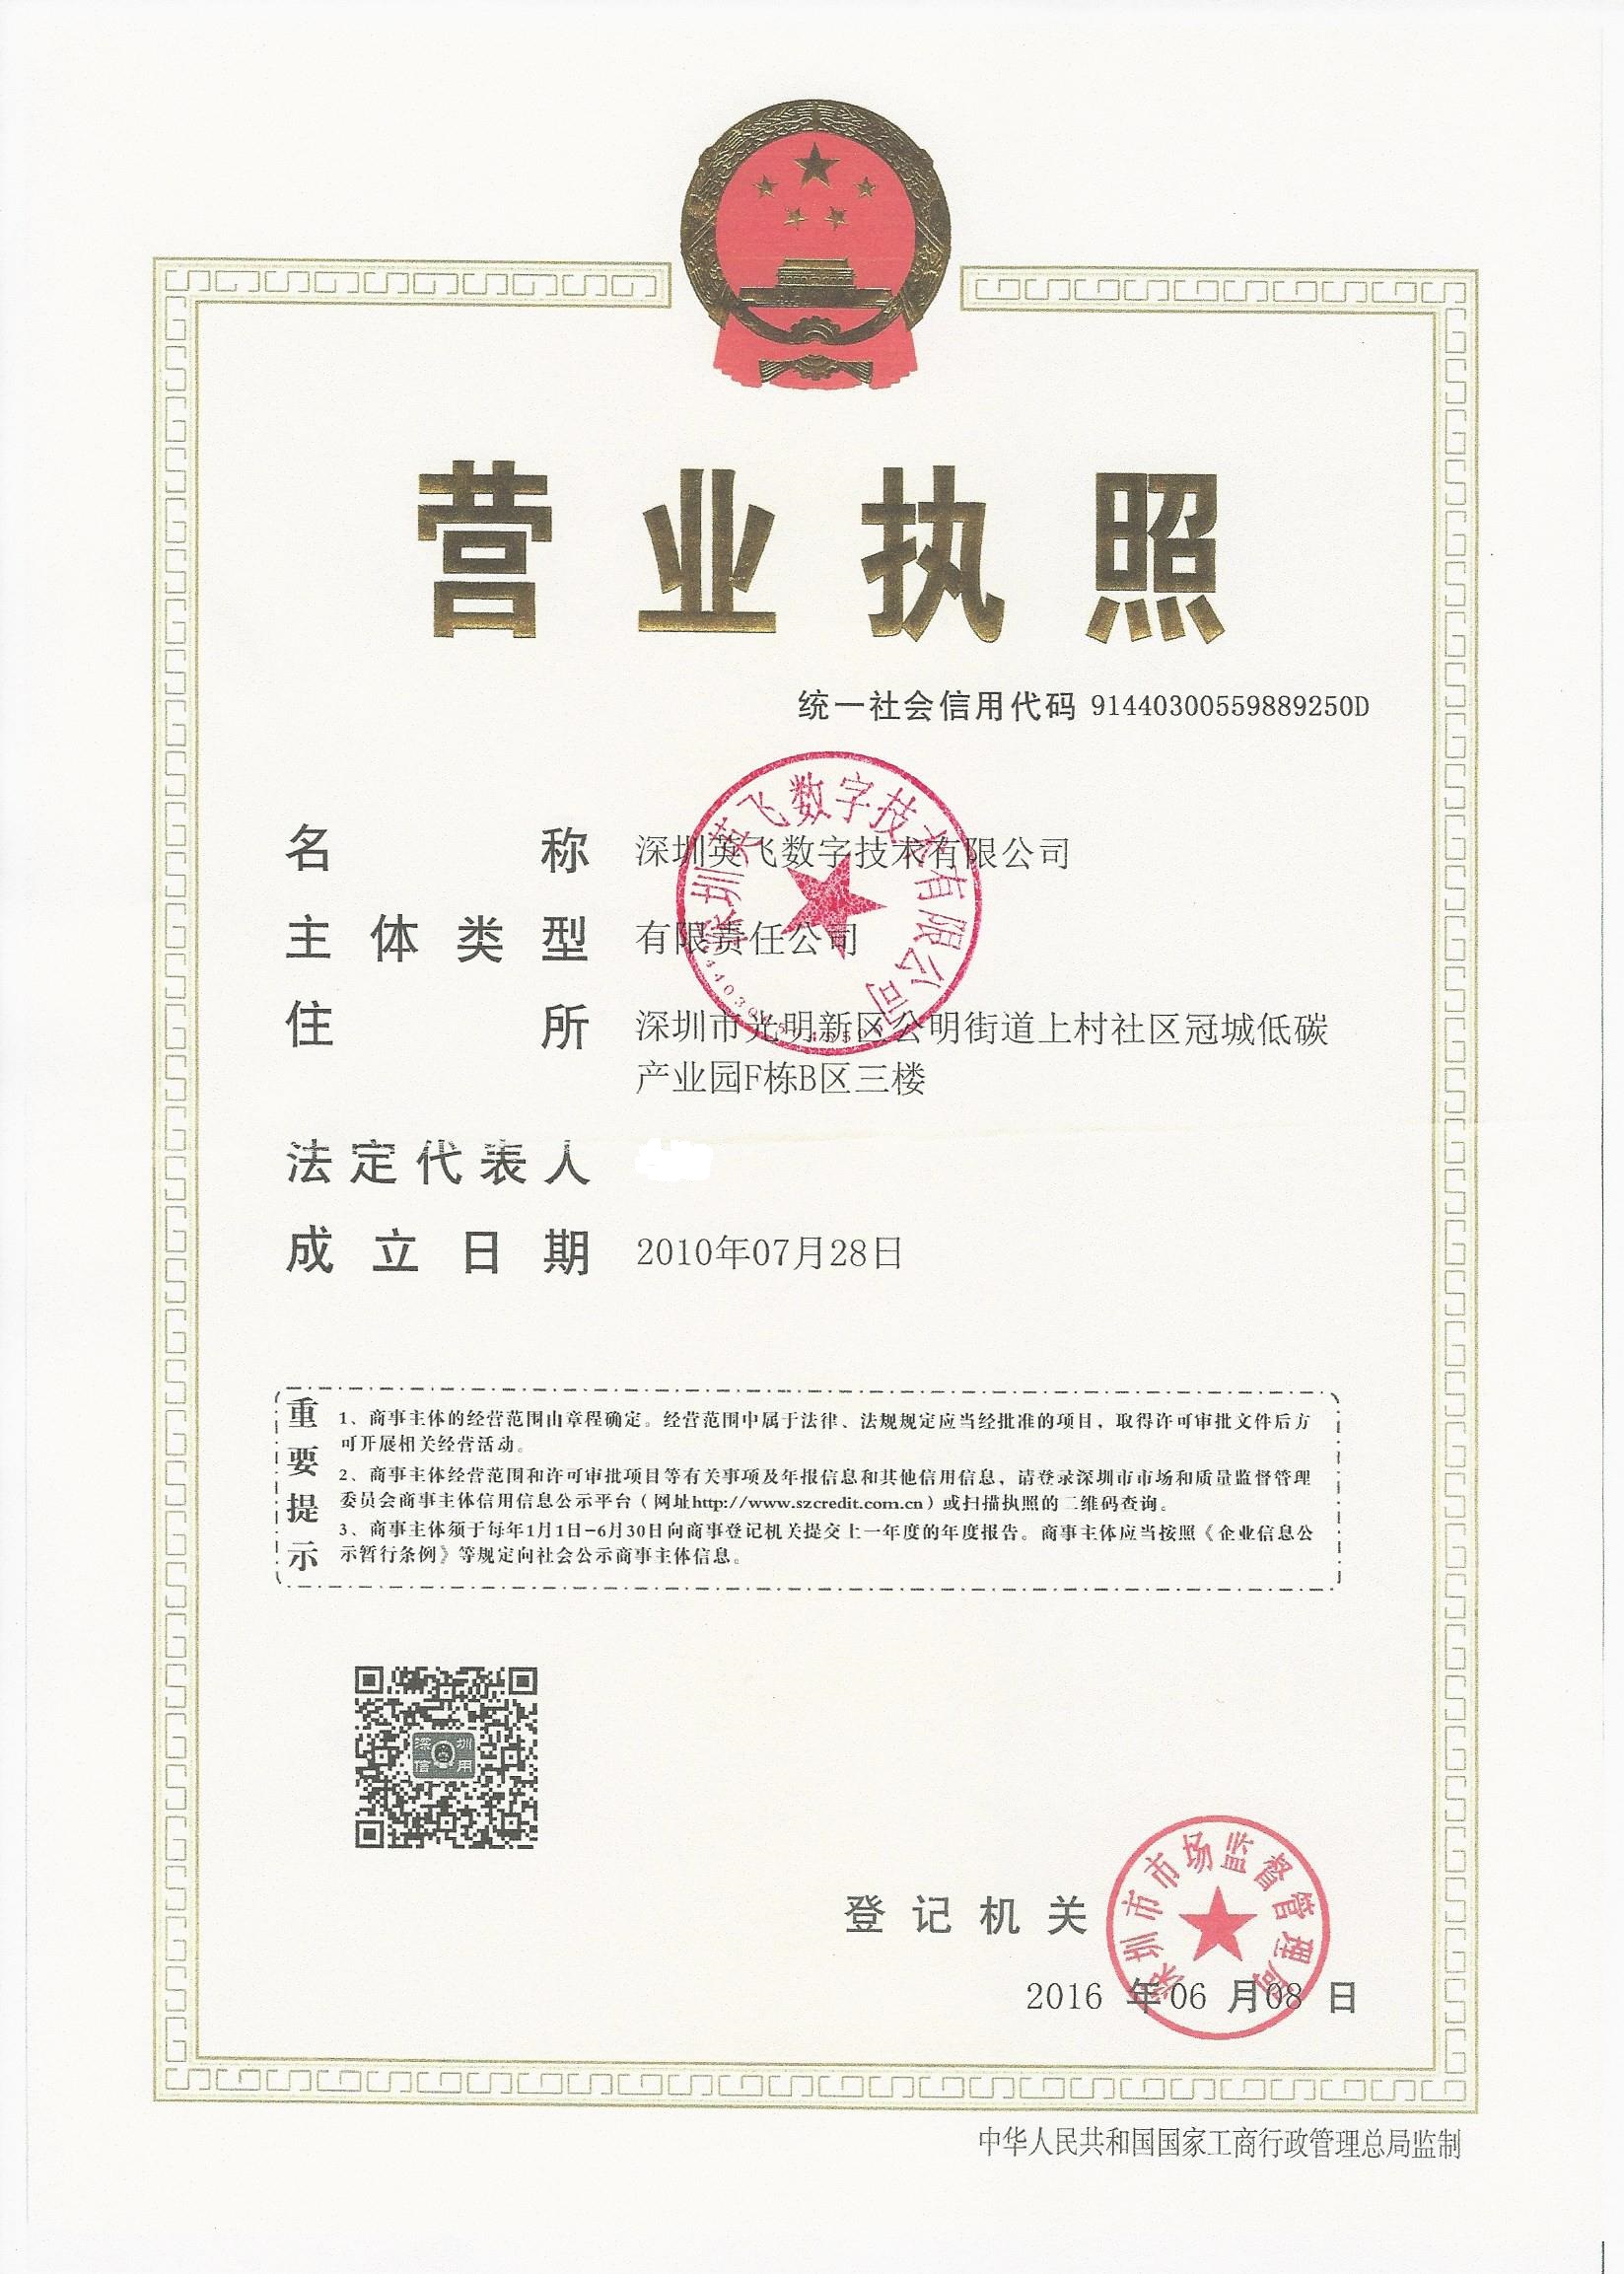 营业执照
统一社会信用代码 91440300559889250D
名称 深圳英飞数字技术有限公司
主体类型 有限责任公司
住所 深圳市光明新区公明街道上村社区冠城低碳
产业园F栋B区三楼
法定代表人
成立日期 2010年07月28日
深圳英飞数字技术有限公司
重要提示
1、商事主体的经营范围由章程确定。经营范围中属于法律、法规规定应当经批准的项目，取得许可审批文件后方
可开展相关经营活动。
2、商事主体经营范围和许可审批项目等有关事项及年报信息和其他信用信息，请登录深圳市市场和质量监督管理
委员会商事主体信用信息公示平台（网址http://www.szcredit.com.cn）或扫描执照的二维码查询。
3、商事主体须于每年1月1日-6月30日向商事登记机关提交上一年度的年度报告。商事主体应当按照《企业信息公
示暂行条例》等规定向社会公示商事主体信息。
深圳
信用
登记机关
深圳市市场监督管理局
2016 年06 月08 日
中华人民共和国国家工商行政管理总局监制